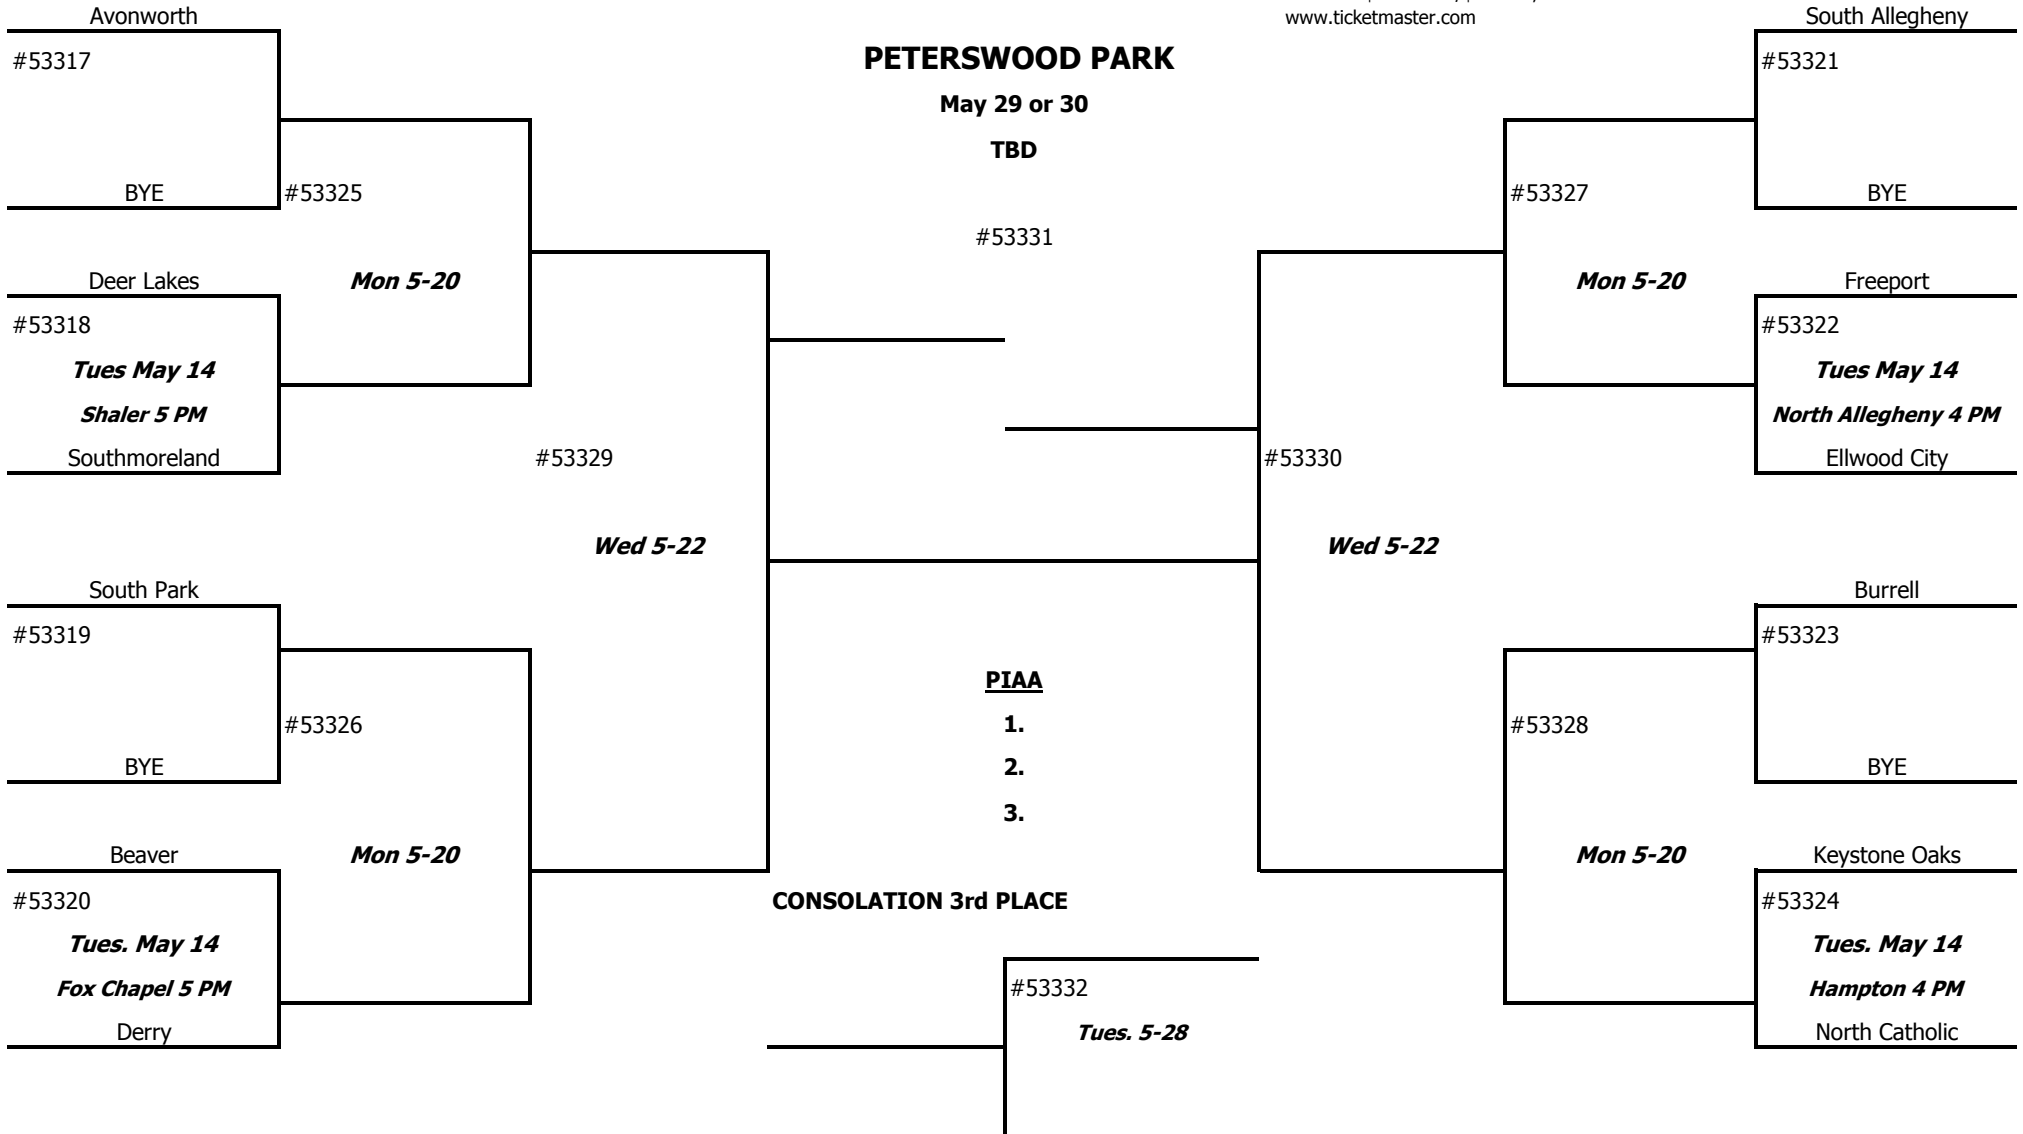 Avonworth
#53317
BYE
Deer Lakes
#53318
Tues May 14
Shaler 5 PM
Southmoreland
South Park
#53319
BYE
Beaver
#53320
Tues. May 14
Fox Chapel 5 PM
Derry
#53325
Mon 5-20
#53326
Mon 5-20
#53329
Wed 5-22
www.ticketmaster.com
PETERSWOOD PARK
May 29 or 30
TBD
#53331
PIAA
1.
2.
3.
CONSOLATION 3rd PLACE
#53332
Tues. 5-28
#53330
Wed 5-22
#53327
Mon 5-20
#53328
Mon 5-20
South Allegheny
#53321
BYE
Freeport
#53322
Tues May 14
North Allegheny 4 PM
Ellwood City
Burrell
#53323
BYE
Keystone Oaks
#53324
Tues. May 14
Hampton 4 PM
North Catholic